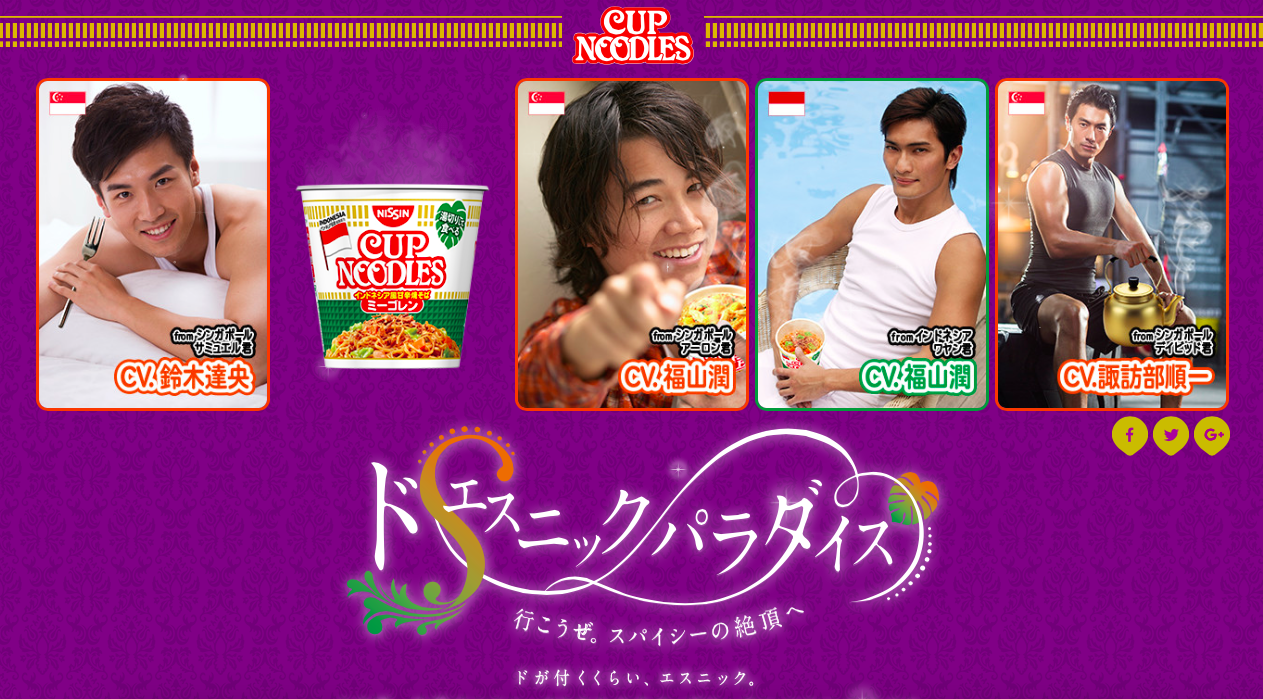 CUP
NOODLES
from シンガポール
サミュエル君
CV.鈴木達央
INDONESIA
NISSIN
湯切りで
食べる
CUP
NOODLES
インドネシア風甘辛焼そば
ミーゴレン
from シンガポール
アーロン君
CV.福山潤
from インドネシア
ワヤン君
CV.福山潤
from シンガポール
デイビッド君
CV.諏訪部順一
f
G+
ドSエスニックパラダイス
行こうぜ。スパイシーの絶頂へ
ドが付くくらい、エスニック。